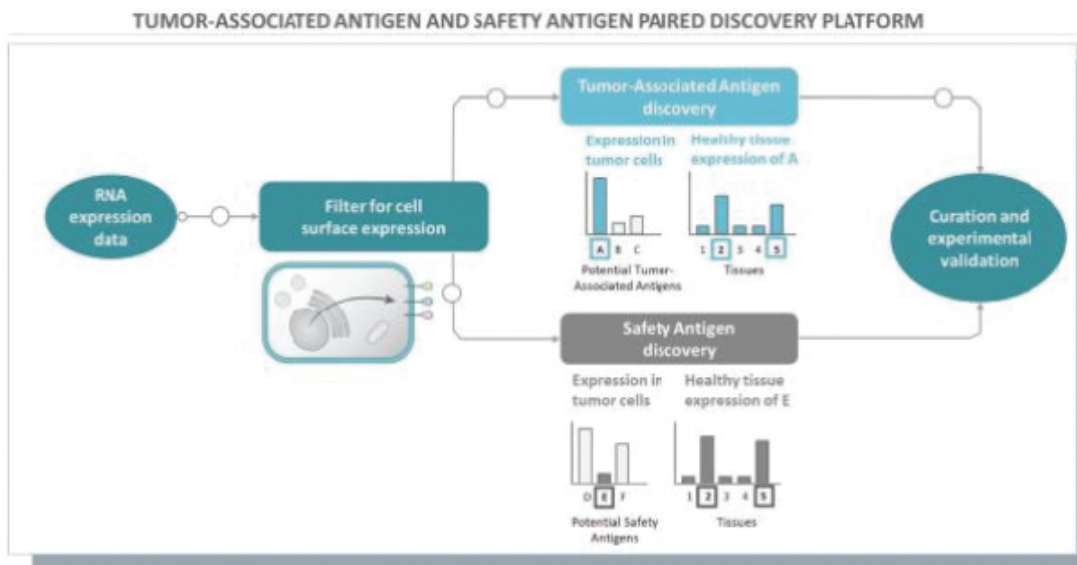 TUMOR-ASSOCIATED ANTIGEN AND SAFETY ANTIGEN PAIRED DISCOVERY PLATFORM
RNA
expression
data
Filter for cell
surface expression
Tumor-Associated Antigen
discovery
Expression in
tumor cells
A B C
Potential Tumor-
Associated Antigens
Healthy tissue
expression of A
1 2 3 4 5
Tissues
Safety Antigen
discovery
Expression in
tumor cells
D E F
Potential Safety
Antigens
Healthy tissue
expression of E
1 2 3 4 5
Tissues
Curation and
experimental
validation